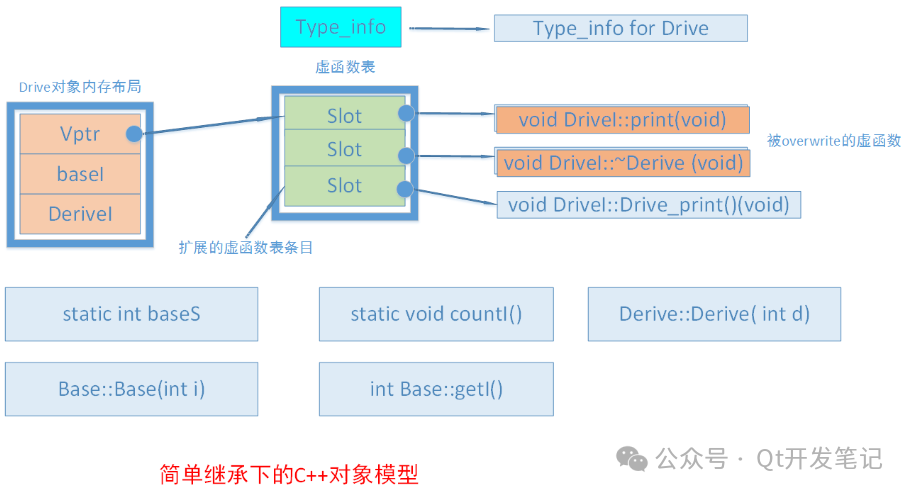 Type_info
Type_info for Drive
虚函数表
Drive对象内存布局
Vptr
baseI
DeriveI
Slot
Slot
Slot
void DriveI::print(void)
void DriveI::~Derive (void)
void DriveI::Drive_print()(void)
被overwrite的虚函数
扩展的虚函数表条目
static int baseS
static void countI()
Derive::Derive( int d)
Base::Base(int i)
int Base::getI()
简单继承下的C++对象模型
公众号 · Qt开发笔记